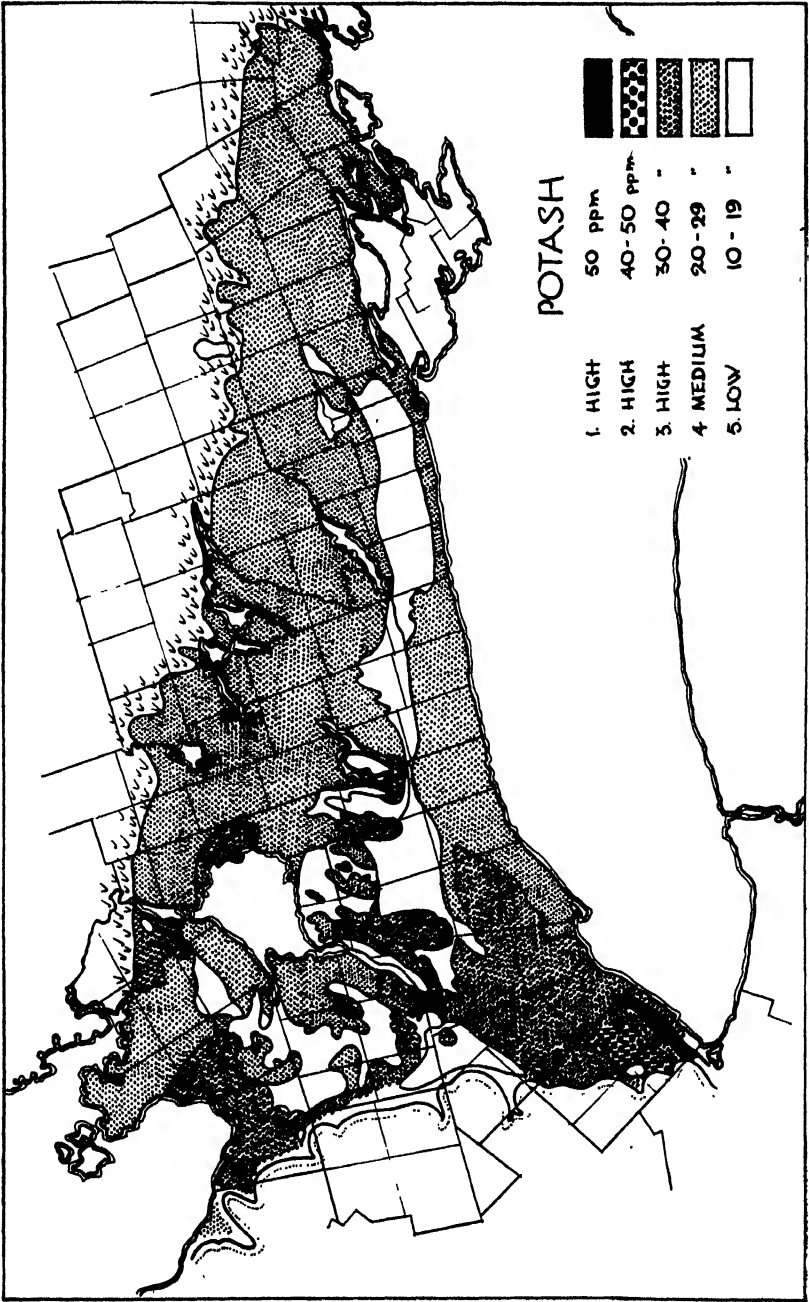 POTASH
1. HIGH 50 ppm
2. HIGH 40-50 ppm
3. HIGH 30-40 "
4 MEDIUM 20-29 "
5. LOW 10-19 "